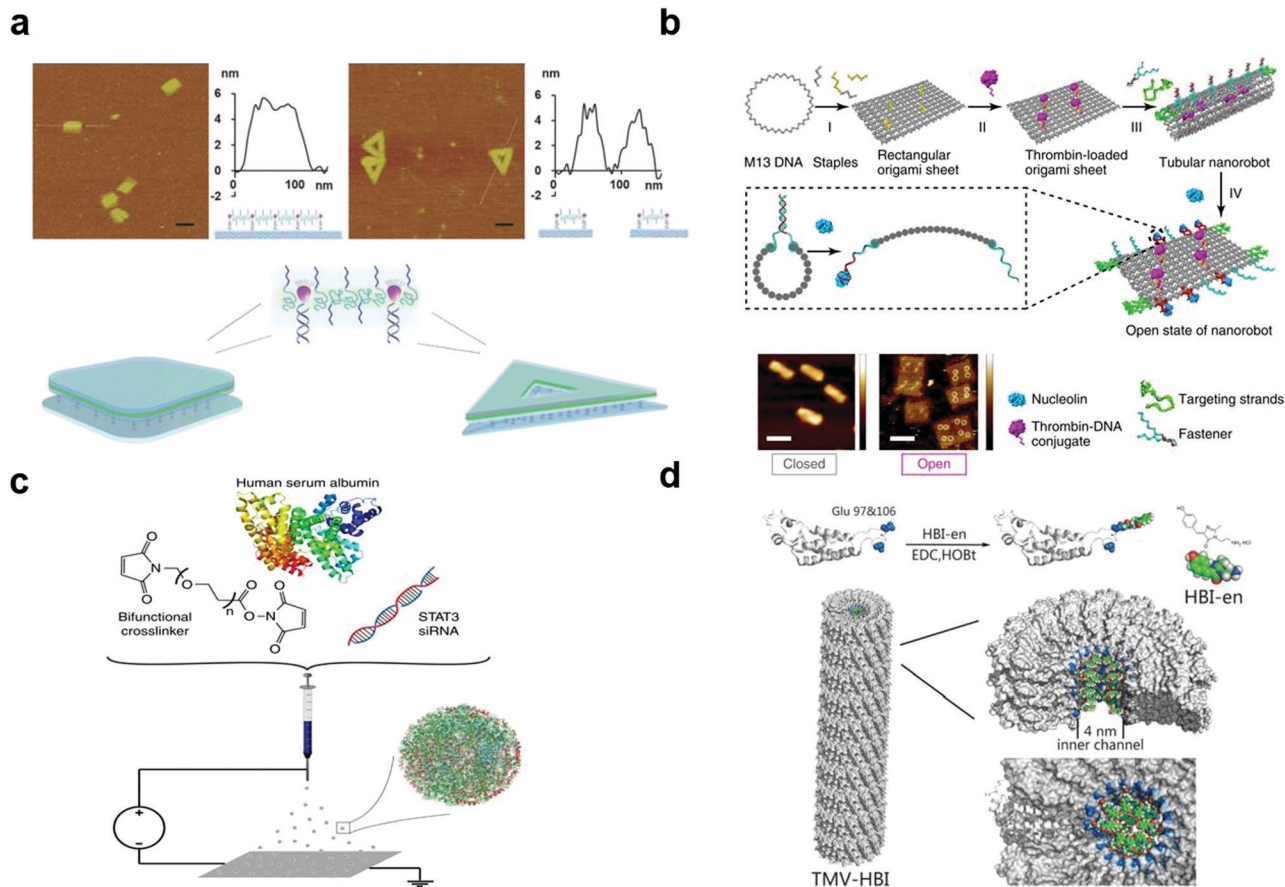 a
nm
6
4
2
0
-2
0
100
nm
nm
6
4
2
0
-2
0
100
nm
b
I
II
III
M13 DNA
Staples
Rectangular
origami sheet
Thrombin-loaded
origami sheet
Tubular nanorobot
IV
Open state of nanorobot
Closed
Open
Nucleolin
Thrombin-DNA
conjugate
Targeting strands
Fastener
c
Human serum albumin
O
N
O
O
n
O
O
N
O
O
Bifunctional
crosslinker
STAT3
siRNA
+
−
d
Glu 97&106
HBI-en
EDC,HOBt
HBI-en
4 nm
inner channel
TMV-HBI